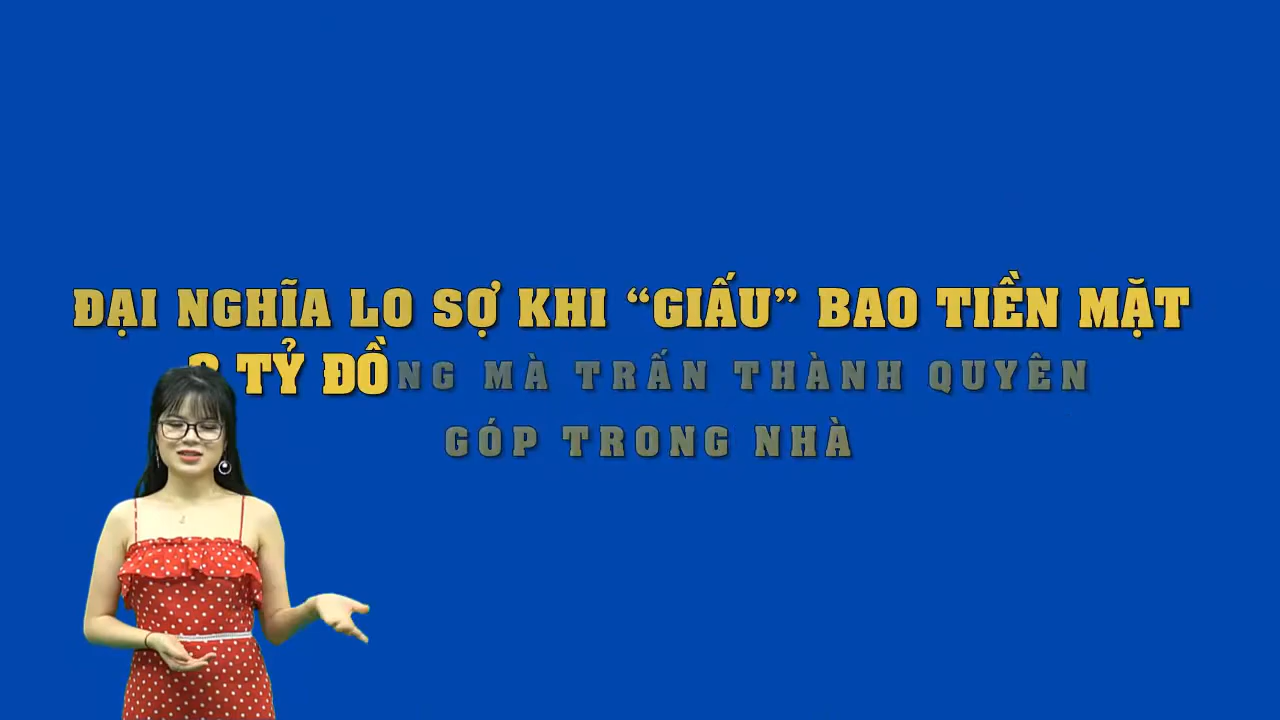 ĐẠI NGHĨA LO SỢ KHI “GIẤU” BAO TIỀN MẶT
TỶ ĐỒNG MÀ TRẤN THÀNH QUYÊN
GÓP TRONG NHÀ